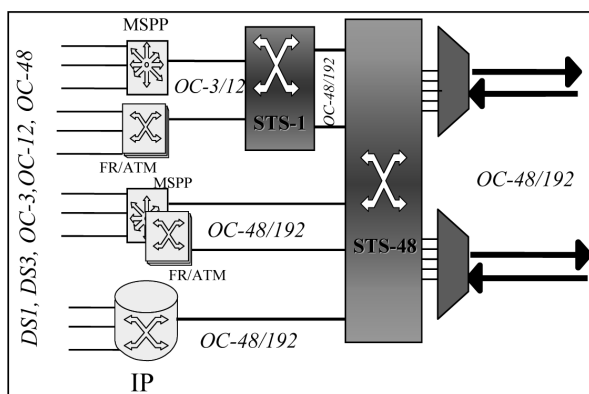 MSPP
DS1, DS3, OC-3,OC-12, OC-48
OC-3/12
STS-1
OC-48/192
FR/ATM
MSPP
OC-48/192
FR/ATM
STS-48
OC-48/192
OC-48/192
IP